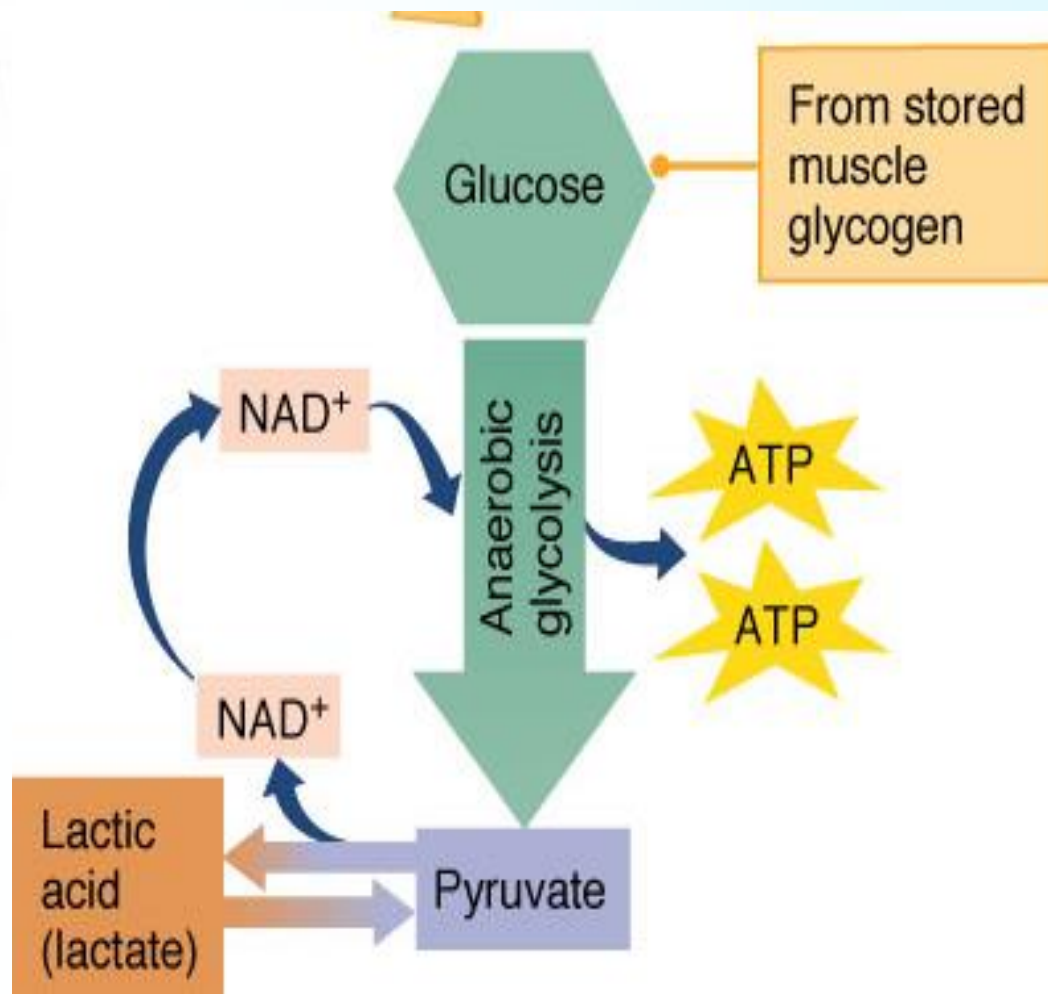 Glucose
From stored
muscle
glycogen
NAD⁺
Anaerobic
glycolysis
ATP
ATP
NAD⁺
Lactic
acid
(lactate)
Pyruvate